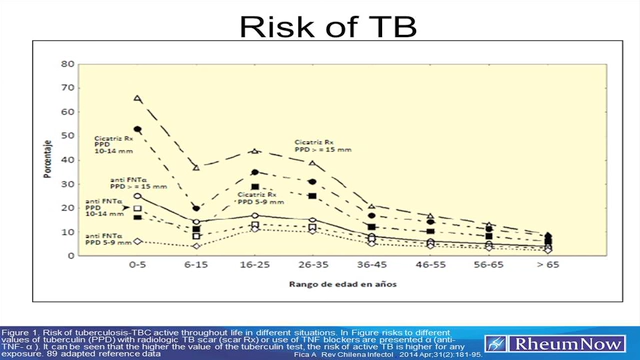 Risk of TB
80
70
60
50
40
30
20
10
0
Porcentaje
Cicatriz Rx
PPD
10-14 mm
Cicatriz Rx
PPD > = 15 mm
anti FNTα
PPD > = 15 mm
Cicatriz Rx
PPD 5-9 mm
anti FNTα
PPD
10-14 mm
anti FNTα
PPD 5-9 mm
0-5 6-15 16-25 26-35 36-45 46-55 56-65 > 65
Rango de edad en años
Figure 1. Risk of tuberculosis-TBC active throughout life in different situations. In Figure risks to different
values of tuberculin (PPD) with radiologic TB scar (scar Rx) or use of TNF blockers are presented α (anti-
TNF- α ). It can be seen that the higher the value of the tuberculin test, the risk of active TB is higher for any
exposure. 89 adapted reference data
Fica A Rev Chilena Infectol 2014 Apr;31(2):181-95.
RheumNow